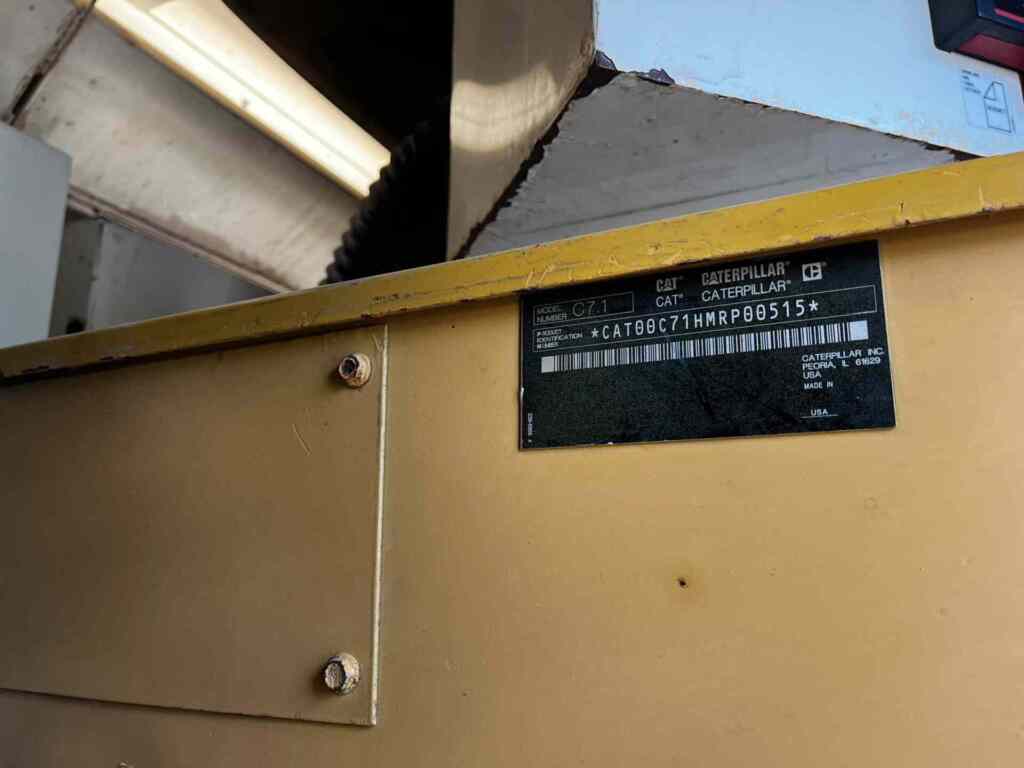 CAT® CATERPILLAR®
CAT® CATERPILLAR®
MODEL NUMBER C7.1
PRODUCT IDENTIFICATION NUMBER *CAT00C71HMRP00515*
CATERPILLAR INC.
PEORIA, IL 61629
USA
MADE IN
USA